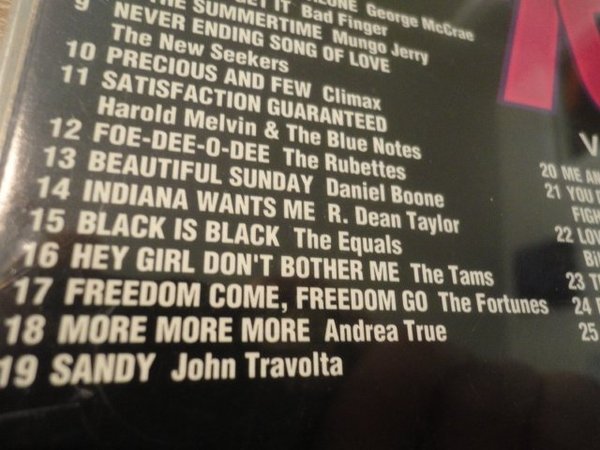 GET IT Bad Finger
George McCrae
THE SUMMERTIME Mungo Jerry
9 NEVER ENDING SONG OF LOVE
The New Seekers
10 PRECIOUS AND FEW Climax
11 SATISFACTION GUARANTEED
Harold Melvin & The Blue Notes
12 FOE-DEE-O-DEE The Rubettes
13 BEAUTIFUL SUNDAY Daniel Boone
14 INDIANA WANTS ME R. Dean Taylor
15 BLACK IS BLACK The Equals
16 HEY GIRL DON'T BOTHER ME The Tams
17 FREEDOM COME, FREEDOM GO The Fortunes
18 MORE MORE MORE Andrea True
19 SANDY John Travolta
V
20 ME
21 YOU
22
23
24
25